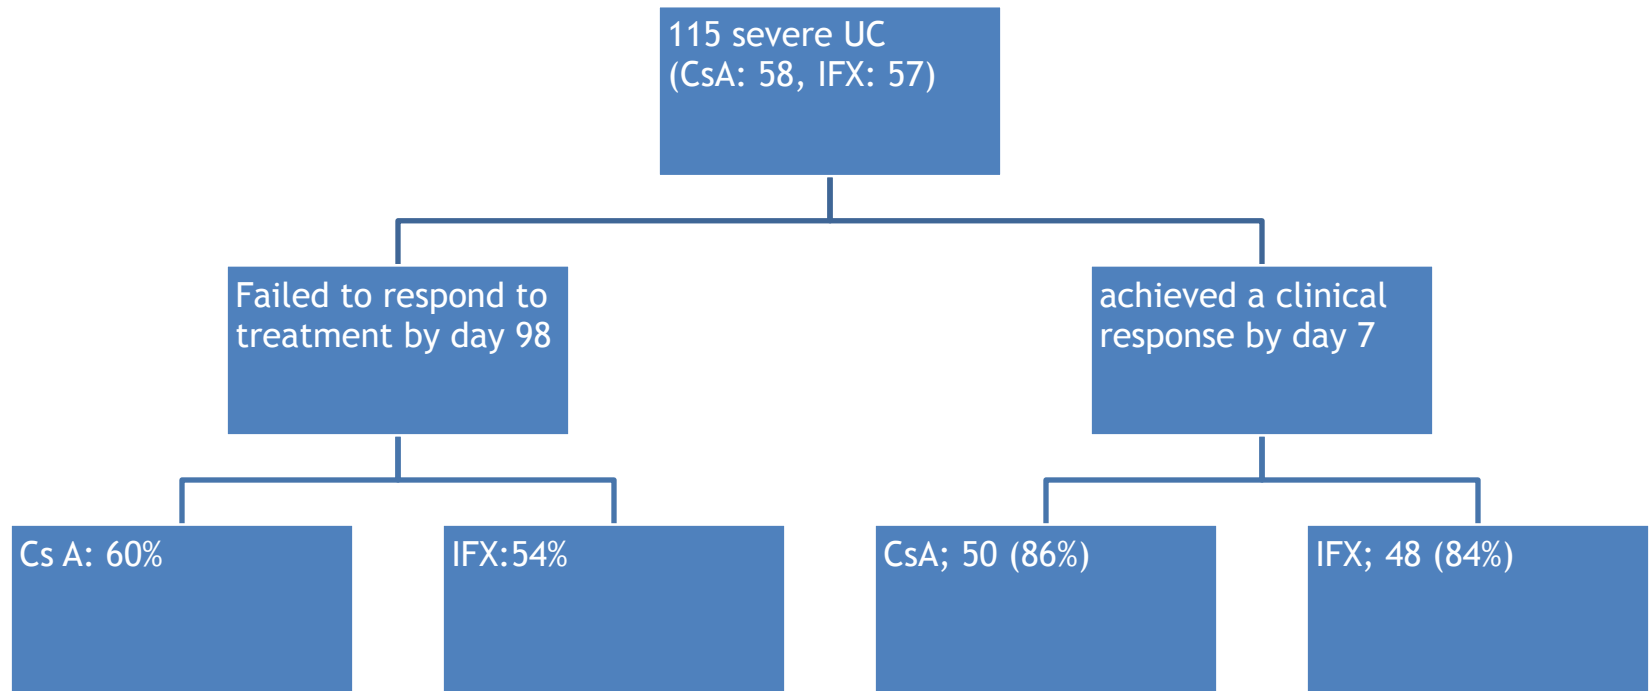 115 severe UC
(CsA: 58, IFX: 57)
Failed to respond to
treatment by day 98
achieved a clinical
response by day 7
Cs A: 60%
IFX:54%
CsA; 50 (86%)
IFX; 48 (84%)